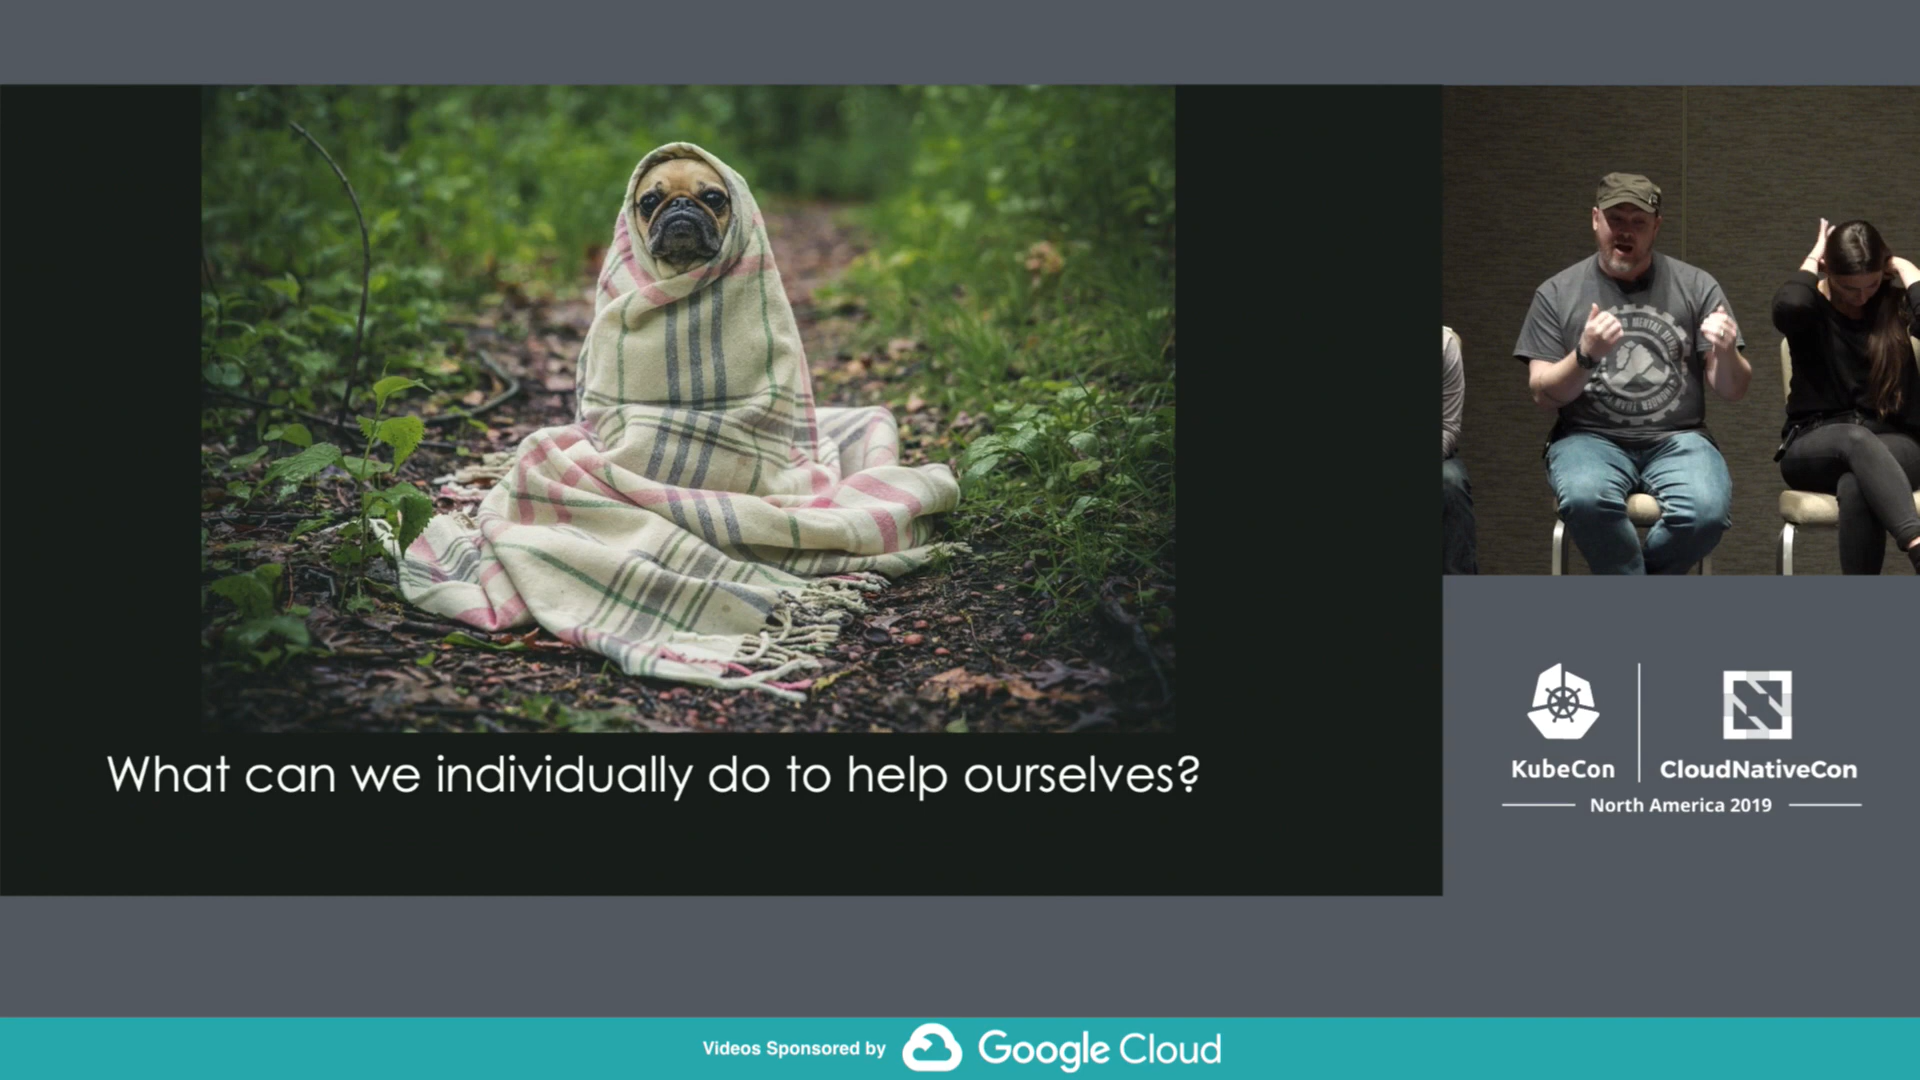 What can we individually do to help ourselves?
KubeCon
CloudNativeCon
North America 2019
Videos Sponsored by
Google Cloud